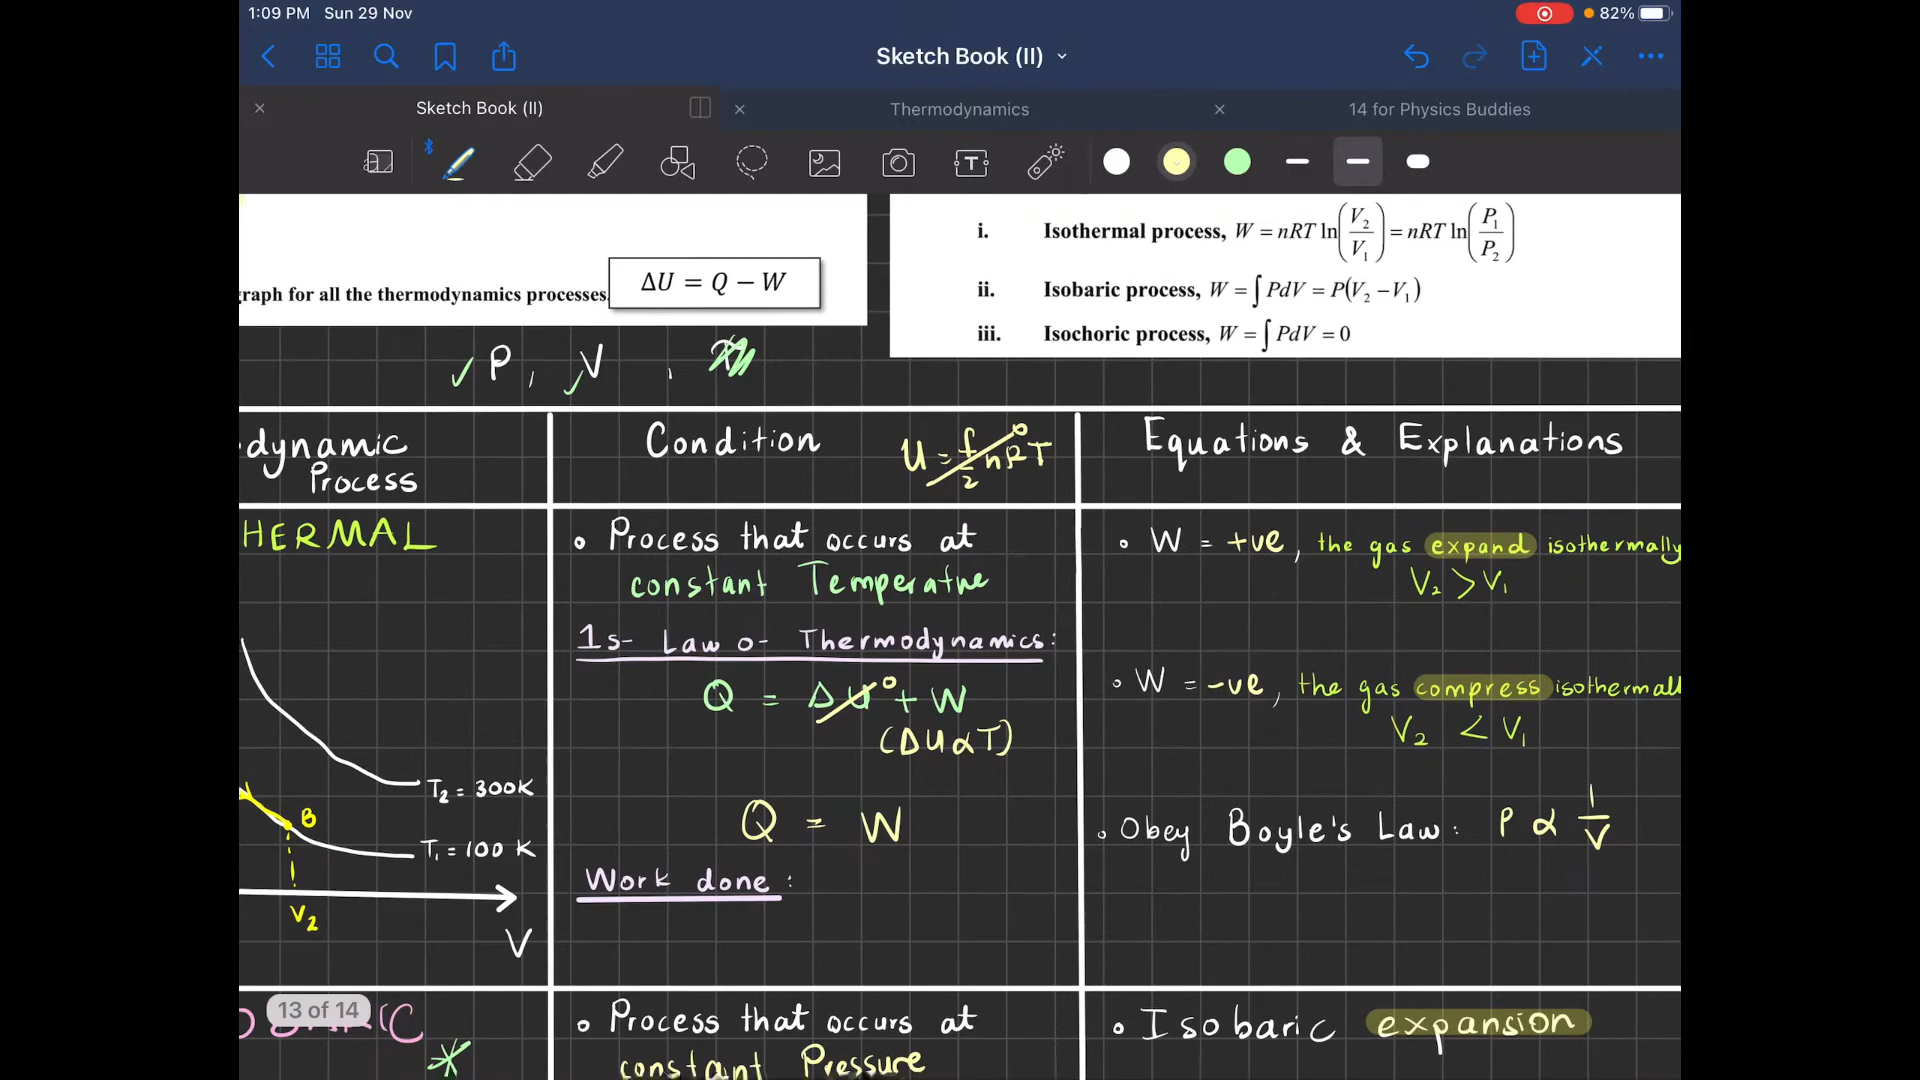 1:09 PM Sun 29 Nov
82%
Sketch Book (II)
Sketch Book (II)
Thermodynamics
14 for Physics Buddies
T
graph for all the thermodynamics processes.
ΔU = Q − W
i. Isothermal process, W = nRT ln(V₂/V₁) = nRT ln(P₁/P₂)
ii. Isobaric process, W = ∫ PdV = P(V₂ − V₁)
iii. Isochoric process, W = ∫ PdV = 0
✓ P, ✓ V ,
dynamic
Process
Condition
U = f/2 nRT 0
Equations & Explanations
HERMAL
T₂ = 300K
B
T₁ = 100 K
V₂
V
• Process that occurs at
constant Temperature
1s- Law o- Thermodynamics:
Q = ΔU⁰ + W
(ΔU α T)
Q = W
Work done :
• W = +ve, the gas expand isothermally
V₂ > V₁
• W = -ve, the gas compress isothermall
V₂ < V₁
• Obey Boyle's Law: P α 1/V
13 of 14
• Process that occurs at
constant Pressure
• Isobaric expansion